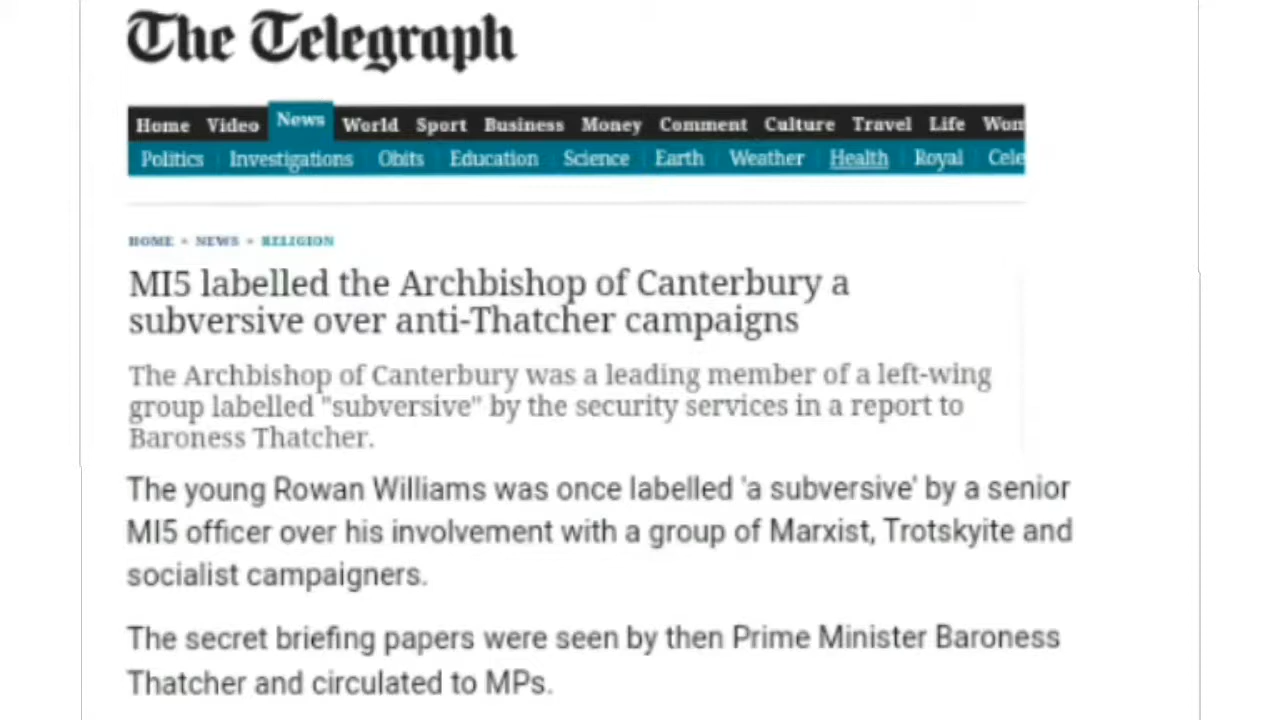 The Telegraph
Home Video News World Sport Business Money Comment Culture Travel Life Wom
Politics Investigations Obits Education Science Earth Weather Health Royal Cele
HOME » NEWS » RELIGION
MI5 labelled the Archbishop of Canterbury a
subversive over anti-Thatcher campaigns
The Archbishop of Canterbury was a leading member of a left-wing
group labelled "subversive" by the security services in a report to
Baroness Thatcher.
The young Rowan Williams was once labelled 'a subversive' by a senior
MI5 officer over his involvement with a group of Marxist, Trotskyite and
socialist campaigners.
The secret briefing papers were seen by then Prime Minister Baroness
Thatcher and circulated to MPs.